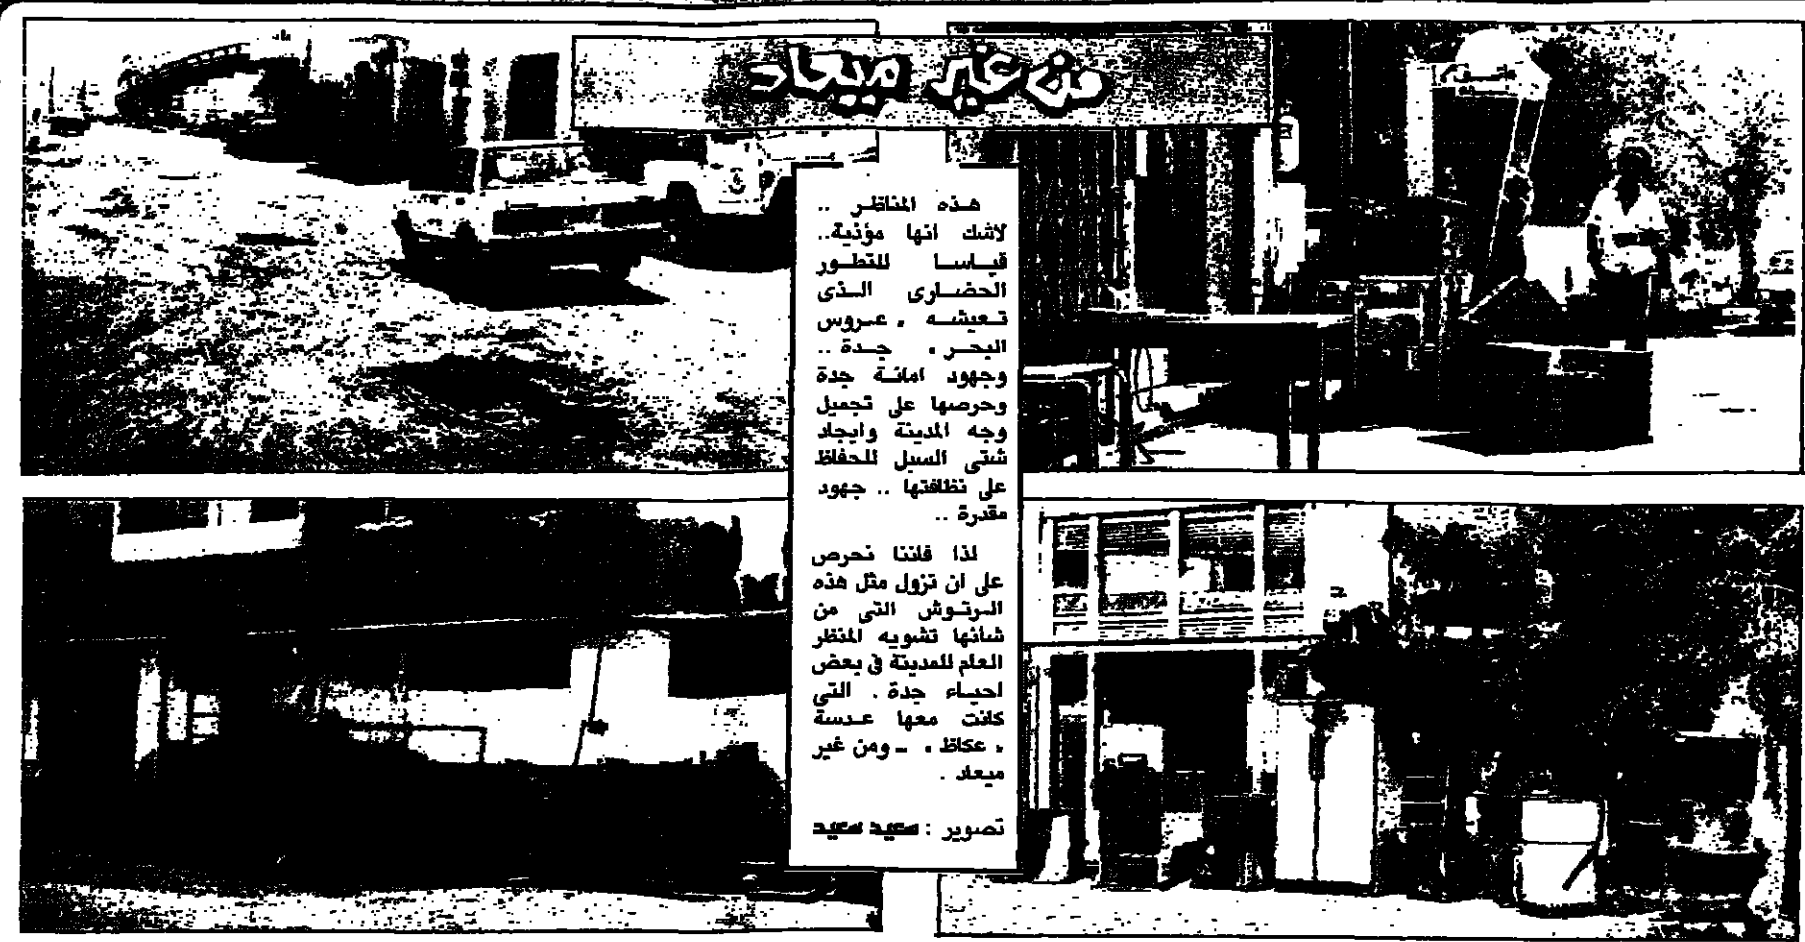 من غير ميعاد
هذه المناظر ..
لاشك انها مؤذية..
قياسا للتطور
الحضارى الذى
تعيشه « عروس
البحر » جدة ..
وجهود امانة جدة
وحرصها على تجميل
وجه المدينة وايجاد
شتى السبل للحفاظ
على نظافتها .. جهود
مقدرة ..
لذا فاننا نحرص
على ان تزول مثل هذه
الرتوش التى من
شانها تشويه المنظر
العام للمدينة في بعض
احياء جدة . التى
كانت معها عدسة
« عكاظ » - ومن غير
ميعاد .
تصوير : سعيد سعيد